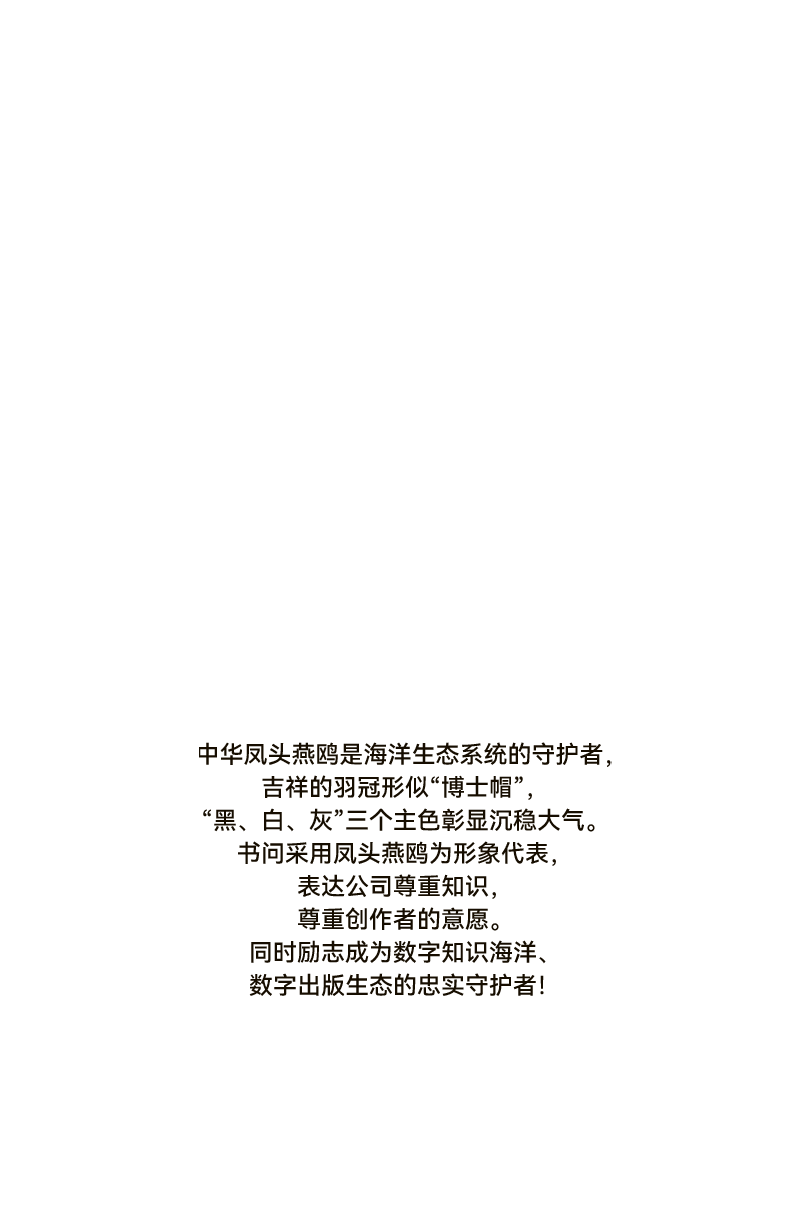 中华凤头燕鸥是海洋生态系统的守护者，
吉祥的羽冠形似“博士帽”，
“黑、白、灰”三个主色彰显沉稳大气。
书问采用凤头燕鸥为形象代表，
表达公司尊重知识，
尊重创作者的意愿。
同时励志成为数字知识海洋、
数字出版生态的忠实守护者！